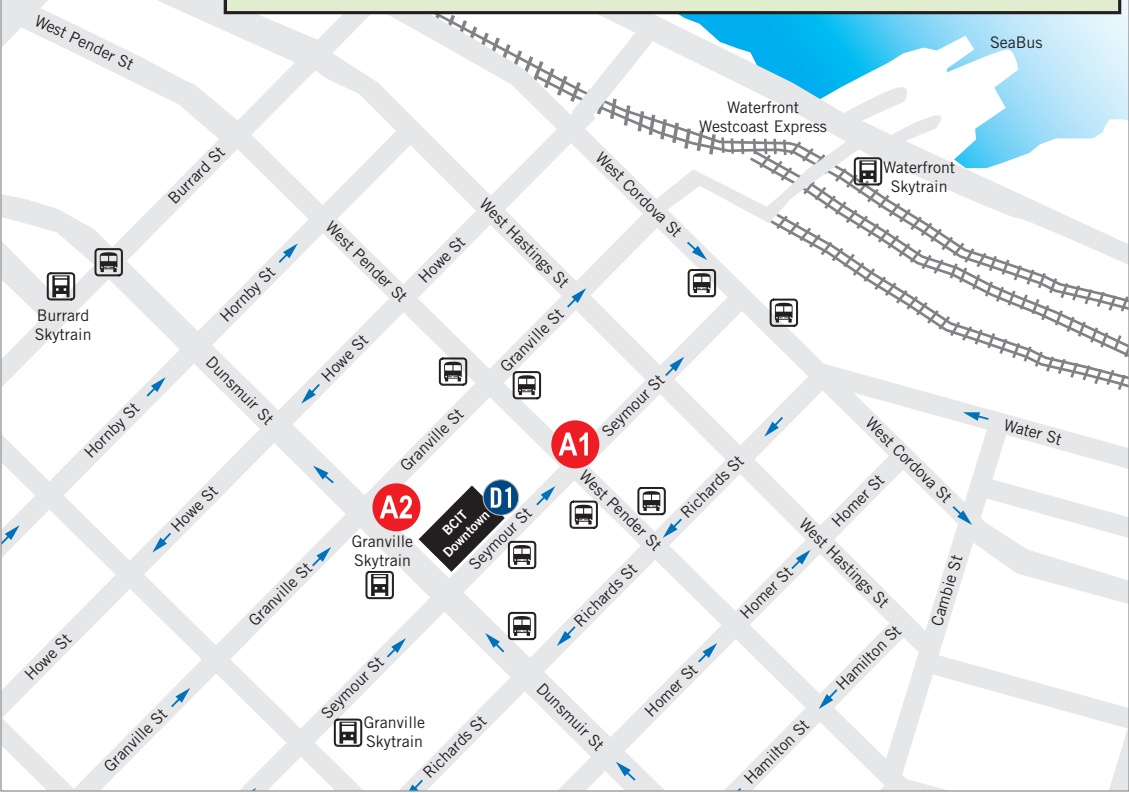 West Pender St
SeaBus
Waterfront
Westcoast Express
Burrard St
West Cordova St
Waterfront
Skytrain
West Pender St
West Hastings St
Howe St
Hornby St
Burrard
Skytrain
Granville St
Howe St
Dunsmuir St
Seymour St
Hornby St
Granville St
A1
Water St
West Cordova St
Richards St
West Pender St
Homer St
A2
D1
BCIT
Downtown
Howe St
Seymour St
West Hastings St
Granville
Skytrain
Granville St
Richards St
Homer St
Cambie St
Howe St
Hamilton St
Seymour St
Homer St
Dunsmuir St
Granville
Skytrain
Granville St
Richards St
Hamilton St